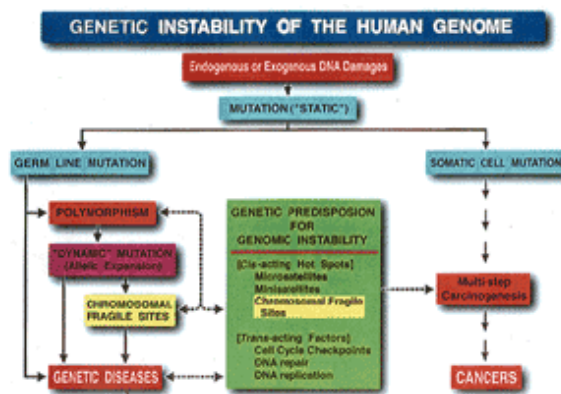 GENETIC INSTABILITY OF THE HUMAN GENOME
Endogenous or Exogenous DNA Damages
MUTATION ("STATIC")
GERM LINE MUTATION
SOMATIC CELL MUTATION
POLYMORPHISM
"DYNAMIC" MUTATION
(Allelic Expansion)
CHROMOSOMAL
FRAGILE SITES
GENETIC DISEASES
GENETIC PREDISPOSION
FOR
GENOMIC INSTABILITY
[Cis-acting Hot Spots]
Microsatellites
Minisatellites
Chromosomal Fragile
Sites
[Trans-acting Factors]
Cell Cycle Checkpoints
DNA repair
DNA replication
Multi-step
Carcinogenesis
CANCERS